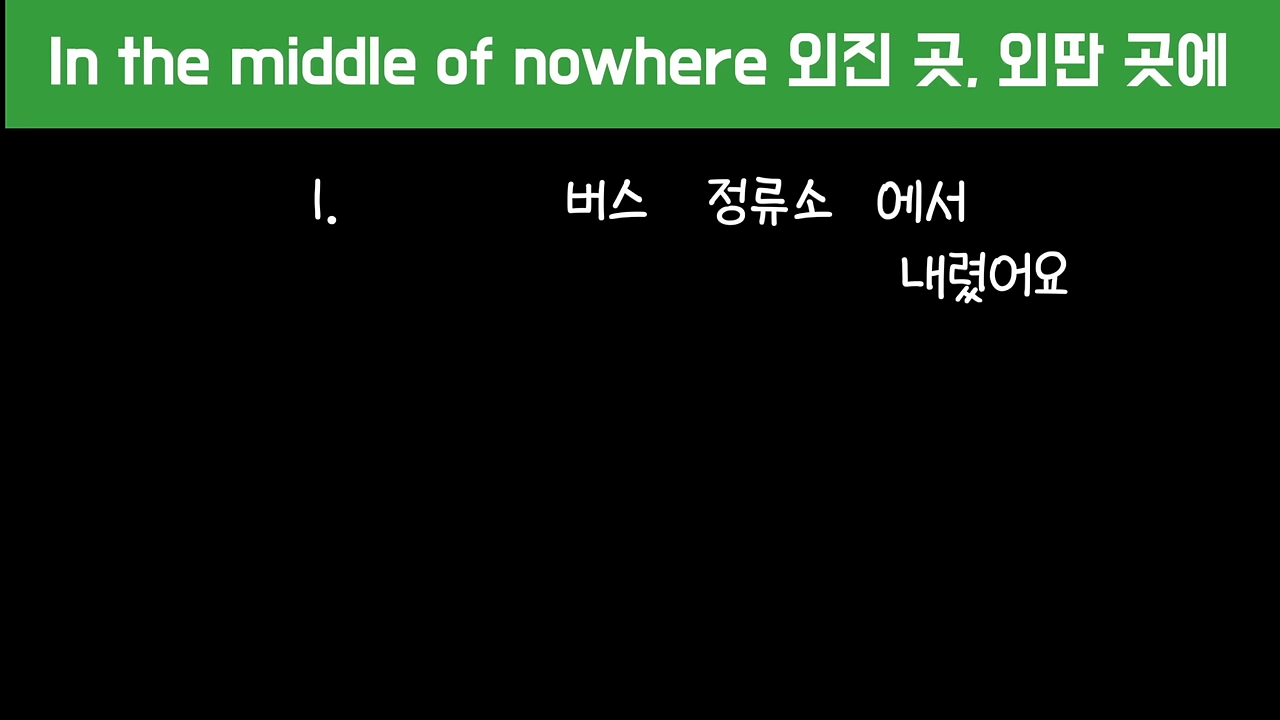 In the middle of nowhere 외진 곳, 외딴 곳에
1. 버스 정류소 에서
내렸어요